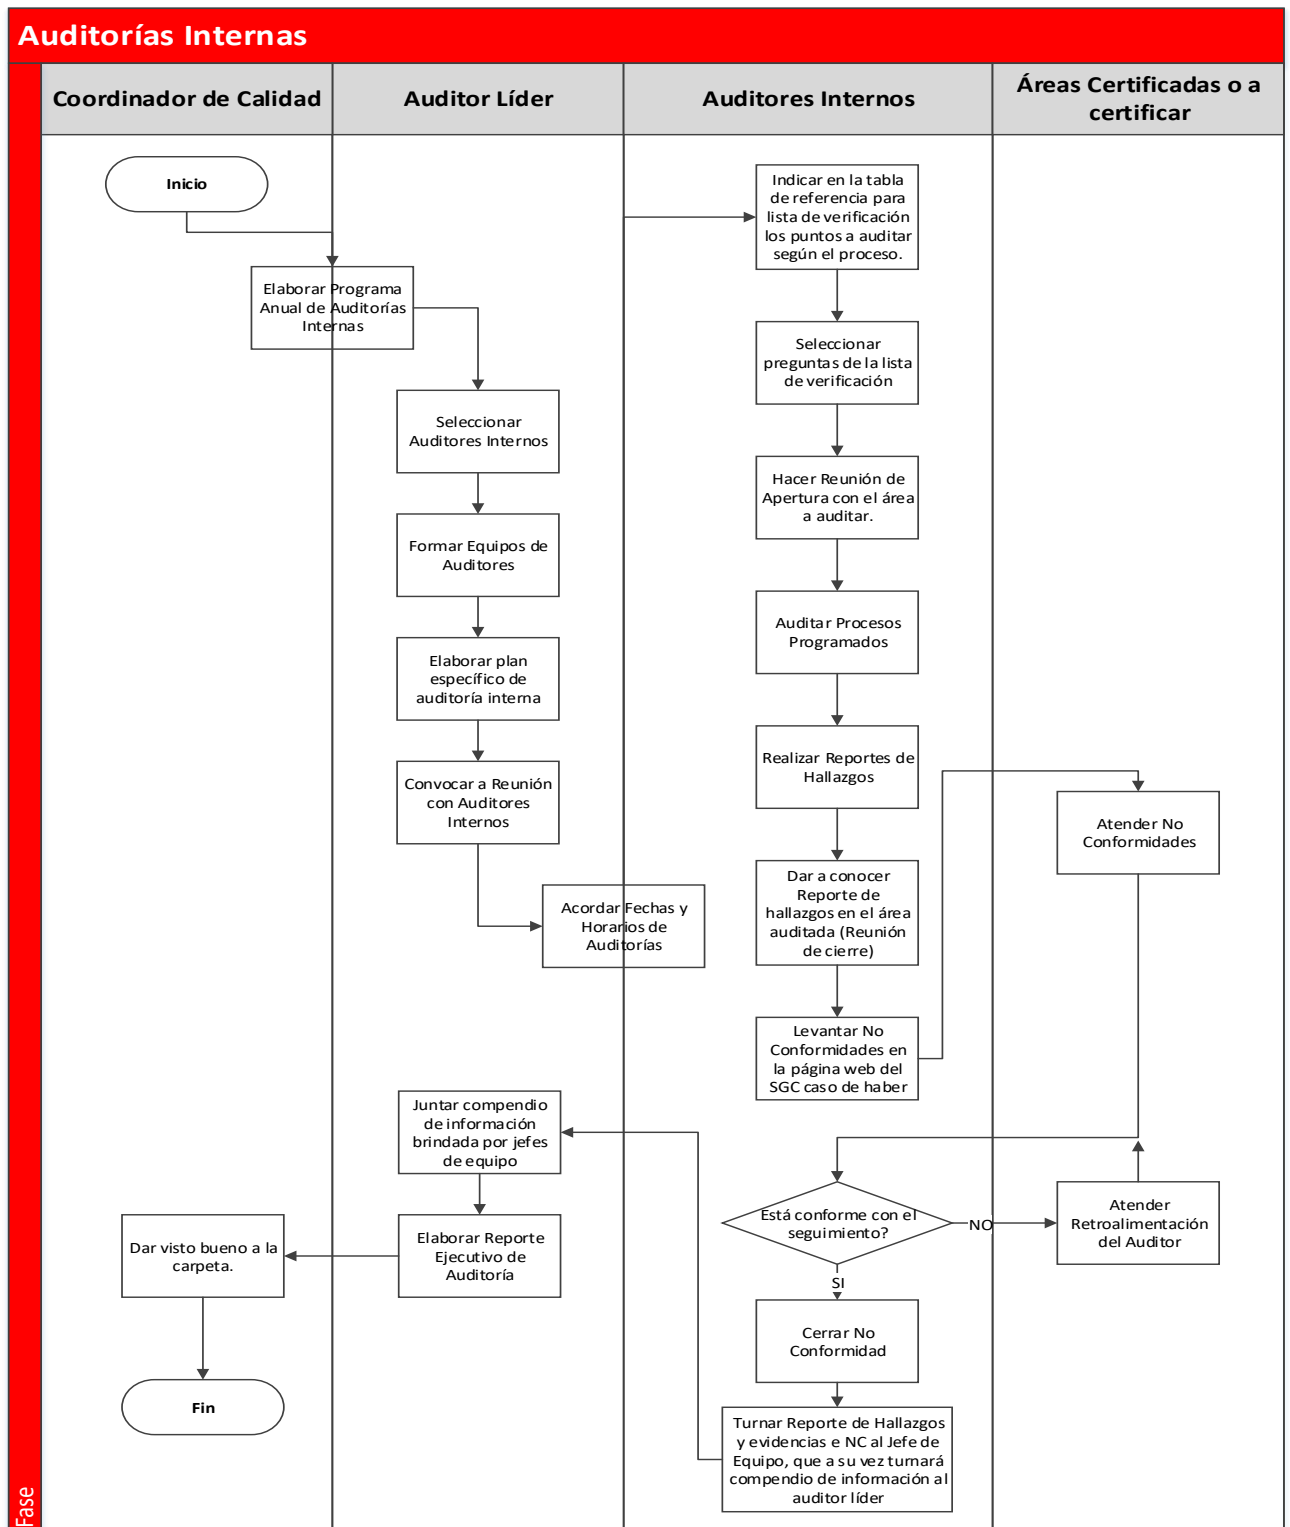 Auditorías Internas
Coordinador de Calidad
Auditor Líder
Auditores Internos
Áreas Certificadas o a
certificar
Inicio
Elaborar Programa
Anual de Auditorías
Internas
Seleccionar
Auditores Internos
Formar Equipos de
Auditores
Elaborar plan
específico de
auditoría interna
Convocar a Reunión
con Auditores
Internos
Acordar Fechas y
Horarios de
Auditorías
Indicar en la tabla
de referencia para
lista de verificación
los puntos a auditar
según el proceso.
Seleccionar
preguntas de la lista
de verificación
Hacer Reunión de
Apertura con el área
a auditar.
Auditar Procesos
Programados
Realizar Reportes de
Hallazgos
Dar a conocer
Reporte de
hallazgos en el área
auditada (Reunión
de cierre)
Levantar No
Conformidades en
la página web del
SGC caso de haber
Atender No
Conformidades
Está conforme con el
seguimiento?
NO
Atender
Retroalimentación
del Auditor
SI
Cerrar No
Conformidad
Turnar Reporte de Hallazgos
y evidencias e NC al Jefe de
Equipo, que a su vez turnará
compendio de información al
auditor líder
Juntar compendio
de información
brindada por jefes
de equipo
Elaborar Reporte
Ejecutivo de
Auditoría
Dar visto bueno a la
carpeta.
Fin
Fase